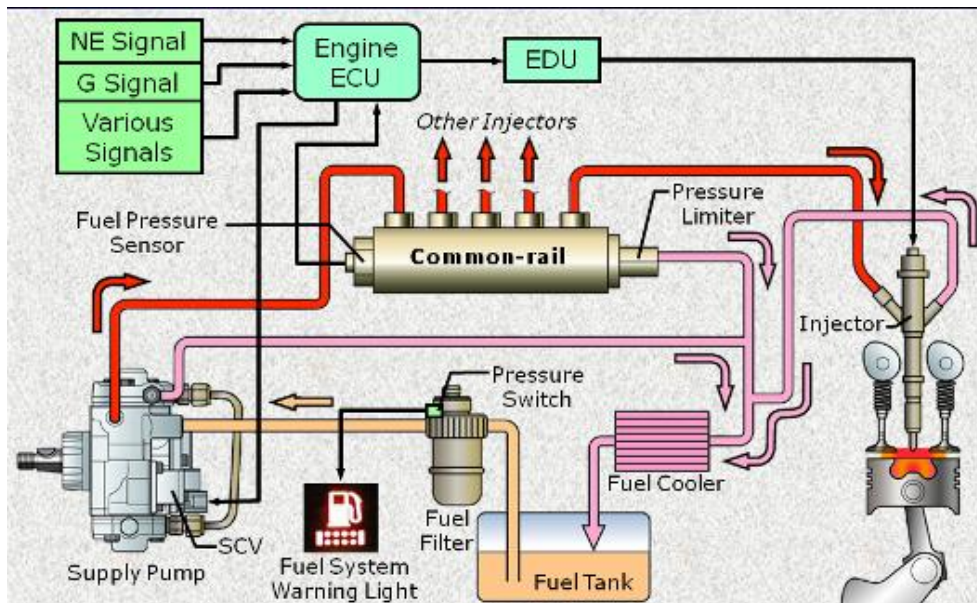 NE Signal
G Signal
Various
Signals
Engine
ECU
EDU
Other Injectors
Pressure
Limiter
Fuel Pressure
Sensor
Common-rail
Injector
Pressure
Switch
Fuel Cooler
Fuel
Filter
SCV
Supply Pump
Fuel System
Warning Light
Fuel Tank